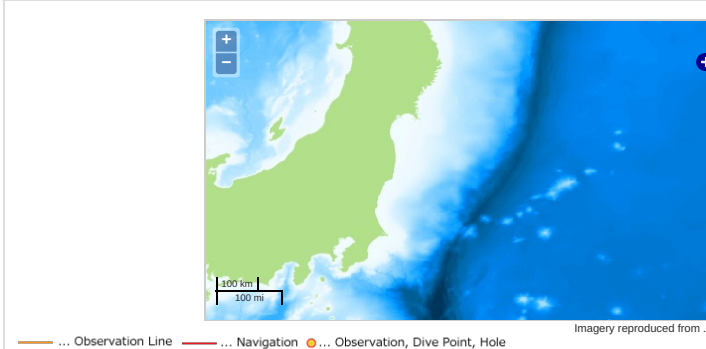 +
−
100 km
100 mi
Imagery reproduced from .
... Observation Line ... Navigation ... Observation, Dive Point, Hole